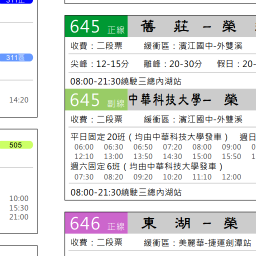 311區
14:20
505
10:00
15:30
21:00
645 正線 舊 莊 - 榮
收費：二段票 緩衝區：濱江國中-外雙溪
尖峰：12-15分 離峰：20-30分 假日：20-
08:00-21:30繞駛三總內湖站
645 副線 中華科技大學- 榮
收費：二段票 緩衝區：濱江國中-外雙溪
平日固定20班（均由中華科技大學發車） 週日
06:00 06:30 06:50 07:20 08:00 09:00
12:10 13:00 13:50 14:30 15:00 15:50
週六固定6班（均由中華科技大學發車）
07:30 08:20 09:20 10:20 11:10 12:00
08:00-21:30繞駛三總內湖站
646 正線 東 湖 - 榮
收費：二段票 緩衝區：美麗華-捷運劍潭站